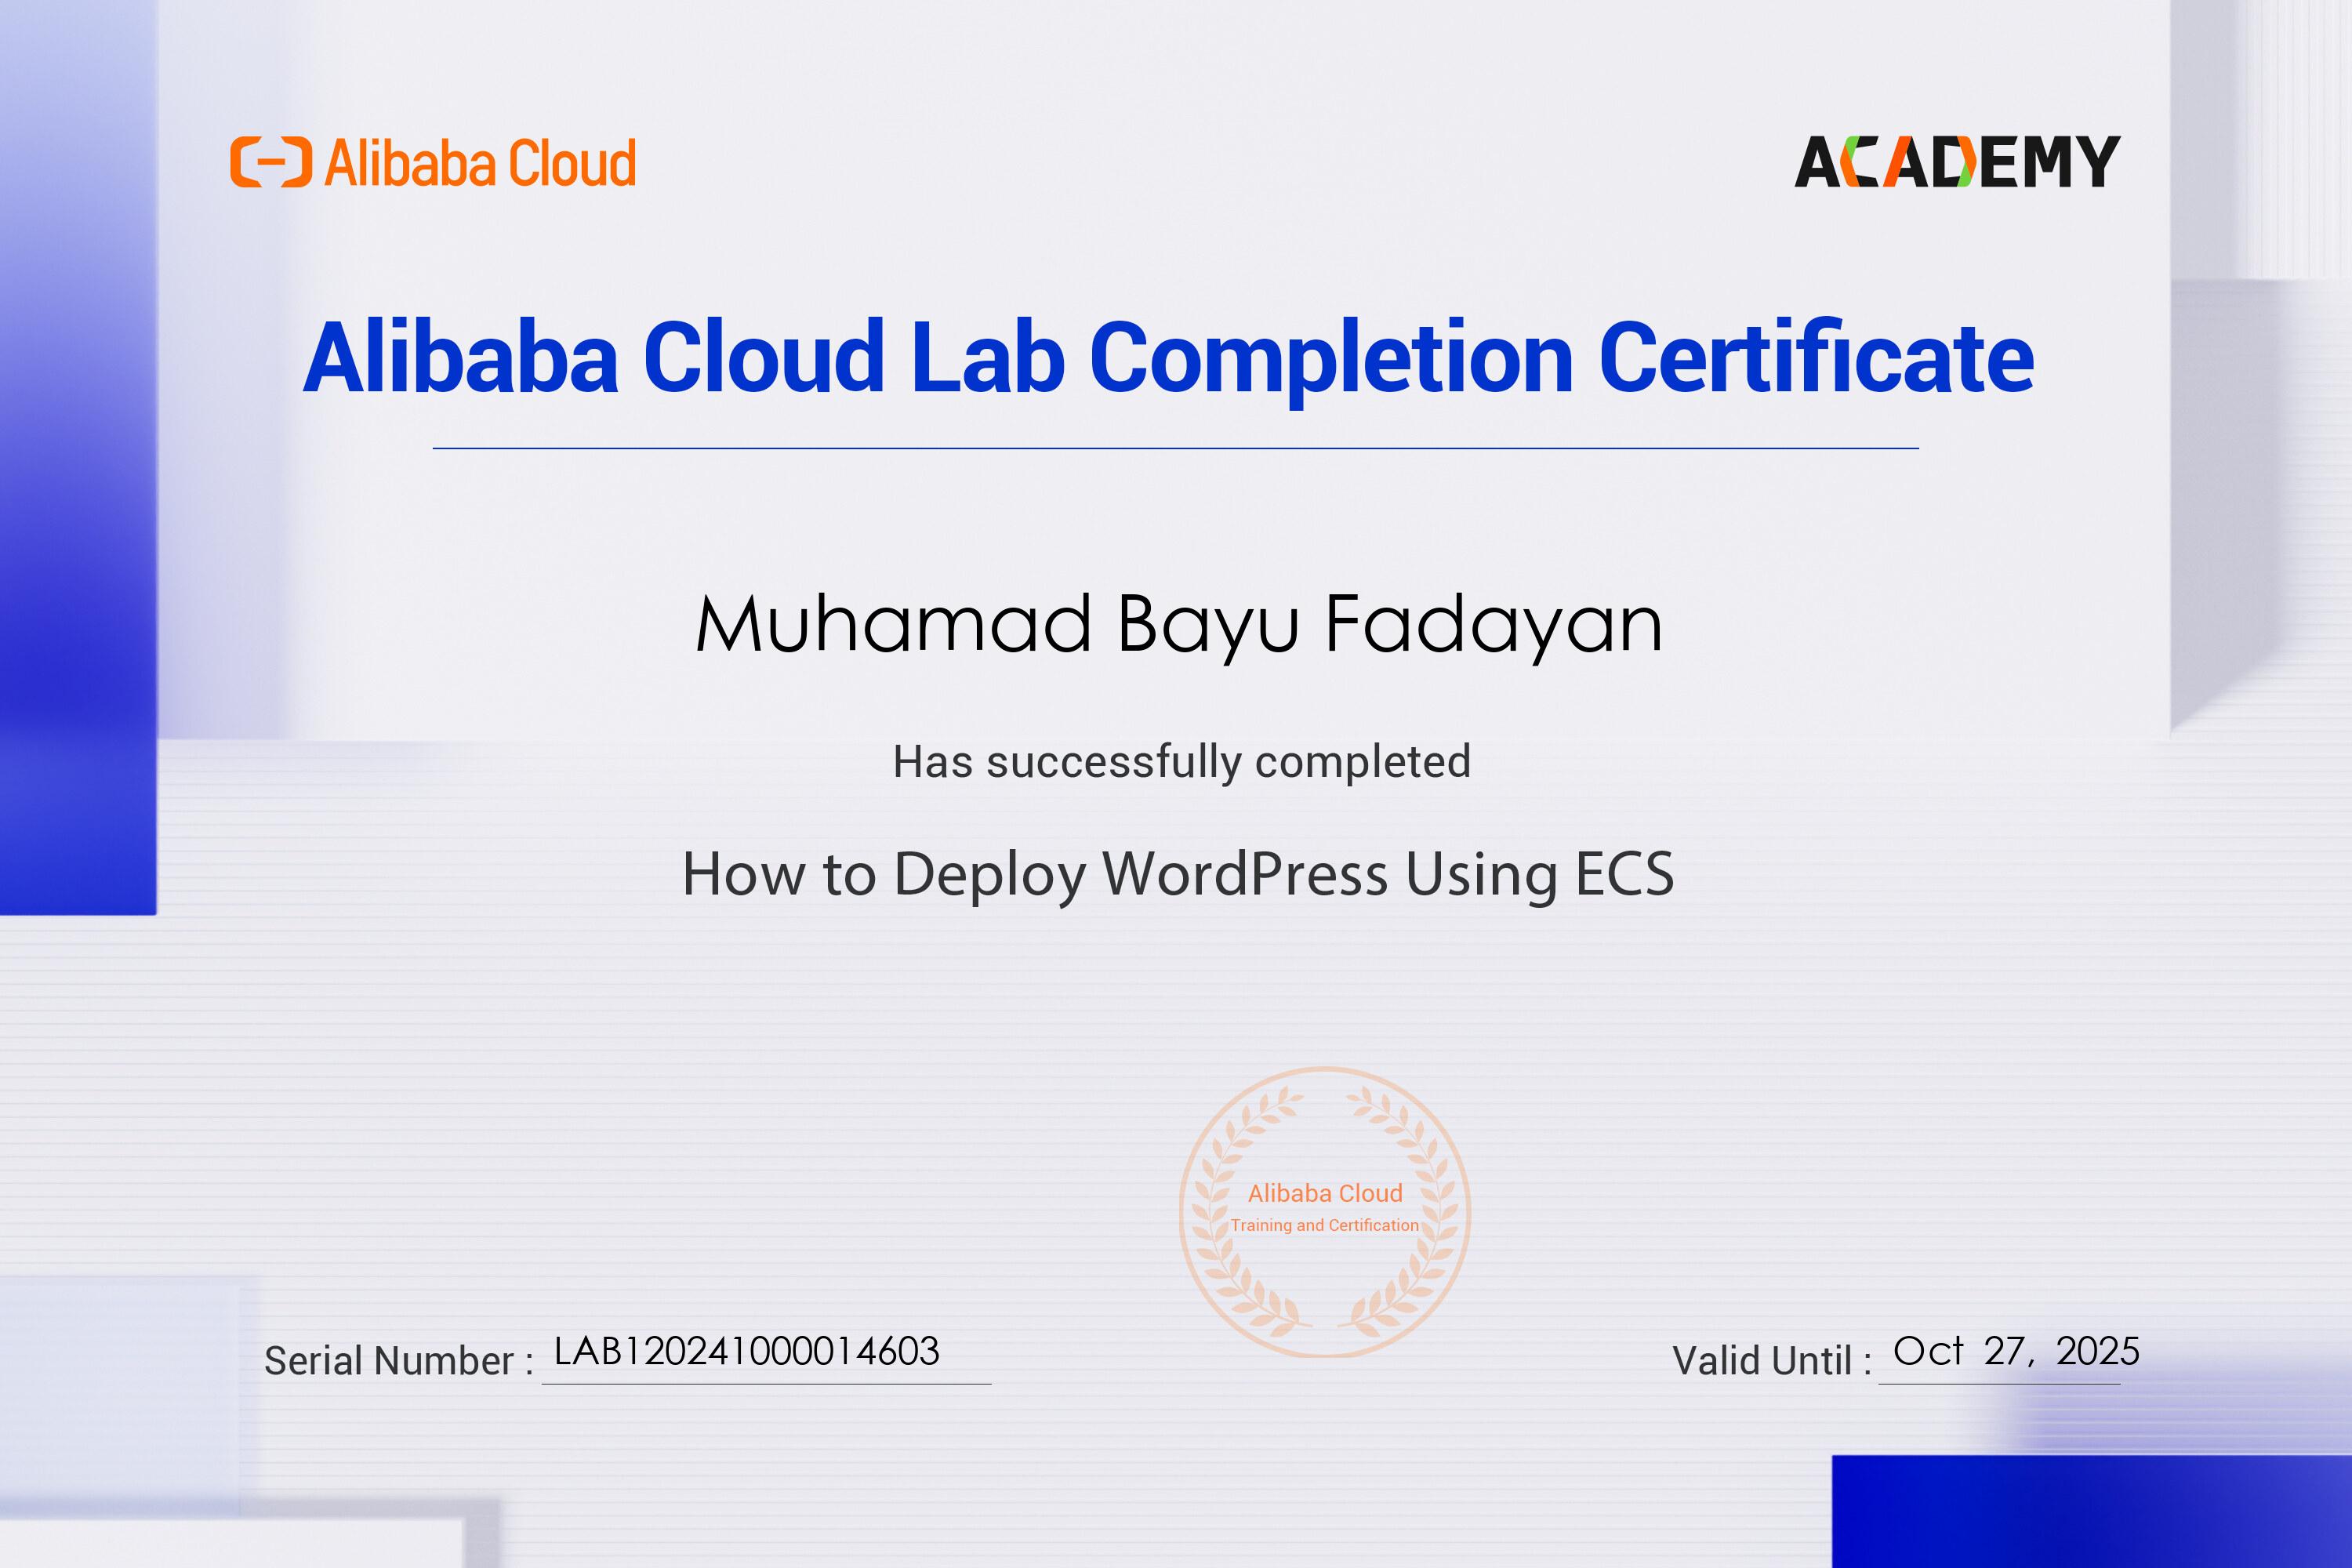 Alibaba Cloud
ACADEMY
Alibaba Cloud Lab Completion Certificate
Muhamad Bayu Fadayan
Has successfully completed
How to Deploy WordPress Using ECS
Alibaba Cloud
Training and Certification
Serial Number : LAB120241000014603
Valid Until : Oct 27, 2025